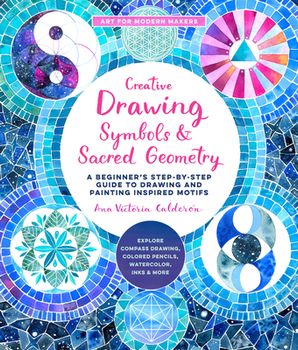 ART FOR MODERN MAKERS
Creative
Drawing
Symbols &
Sacred Geometry
A BEGINNER'S STEP-BY-STEP
GUIDE TO DRAWING AND
PAINTING INSPIRED MOTIFS
Ana Victoria Calderón
EXPLORE
COMPASS DRAWING,
COLORED PENCILS,
WATERCOLOR,
INKS & MORE